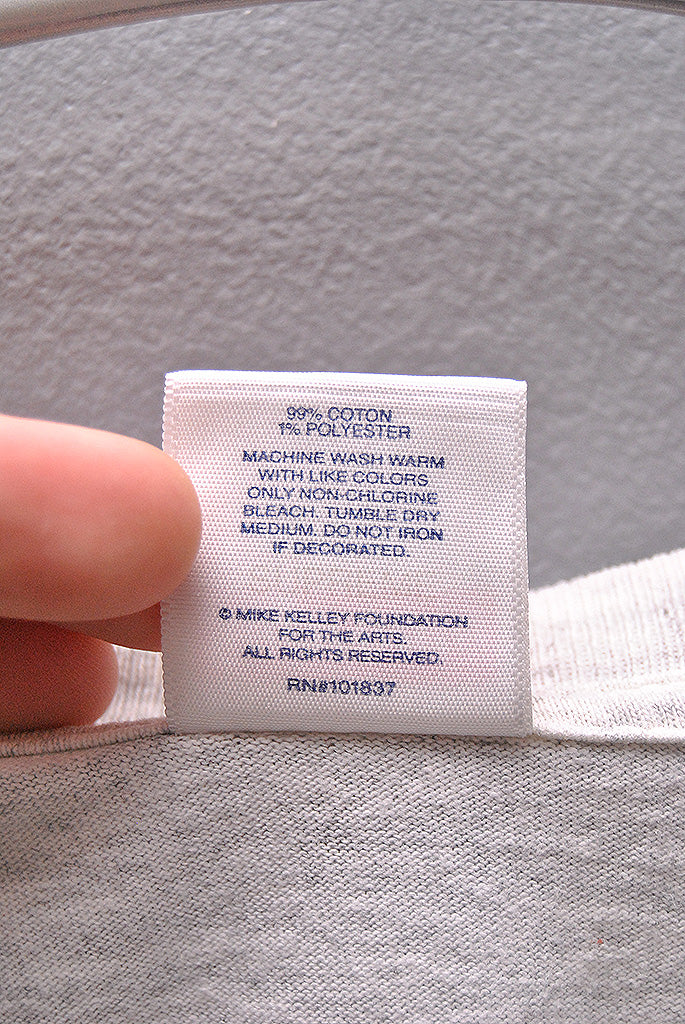 99% COTON
1% POLYESTER
MACHINE WASH WARM
WITH LIKE COLORS
ONLY NON-CHLORINE
BLEACH. TUMBLE DRY
MEDIUM. DO NOT IRON
IF DECORATED.
© MIKE KELLEY FOUNDATION
FOR THE ARTS.
ALL RIGHTS RESERVED.
RN#101837